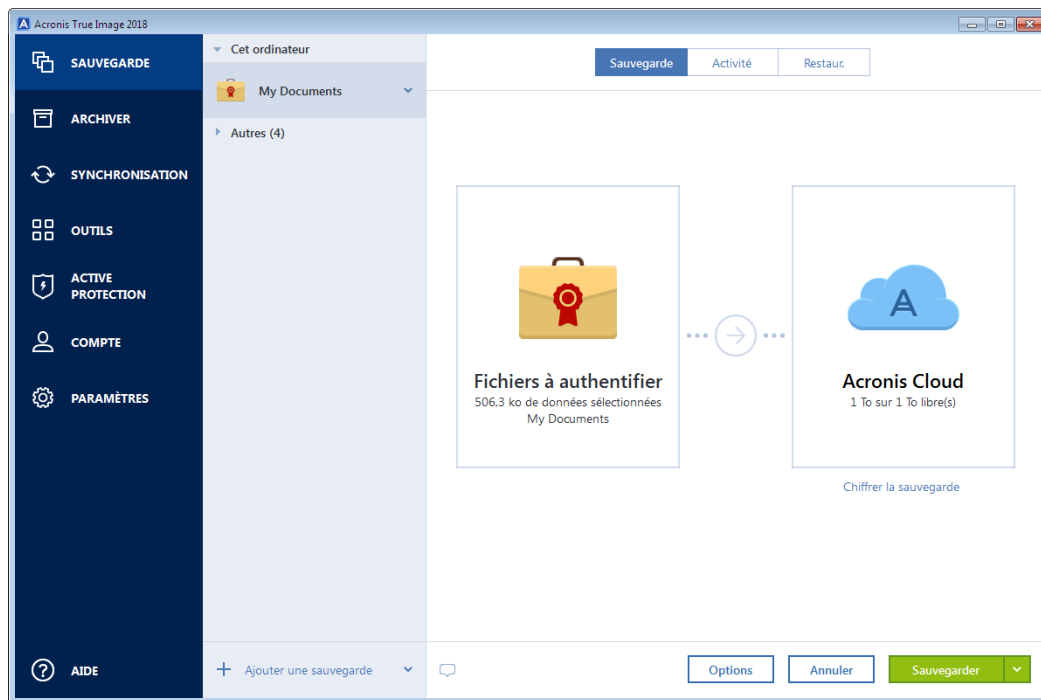 Acronis True Image 2018
SAUVEGARDE
ARCHIVER
SYNCHRONISATION
OUTILS
ACTIVE
PROTECTION
COMPTE
PARAMÈTRES
AIDE
Cet ordinateur
My Documents
Autres (4)
Ajouter une sauvegarde
Sauvegarde
Activité
Restaur.
Fichiers à authentifier
506,3 ko de données sélectionnées
My Documents
Acronis Cloud
1 To sur 1 To libre(s)
Chiffrer la sauvegarde
Options
Annuler
Sauvegarder